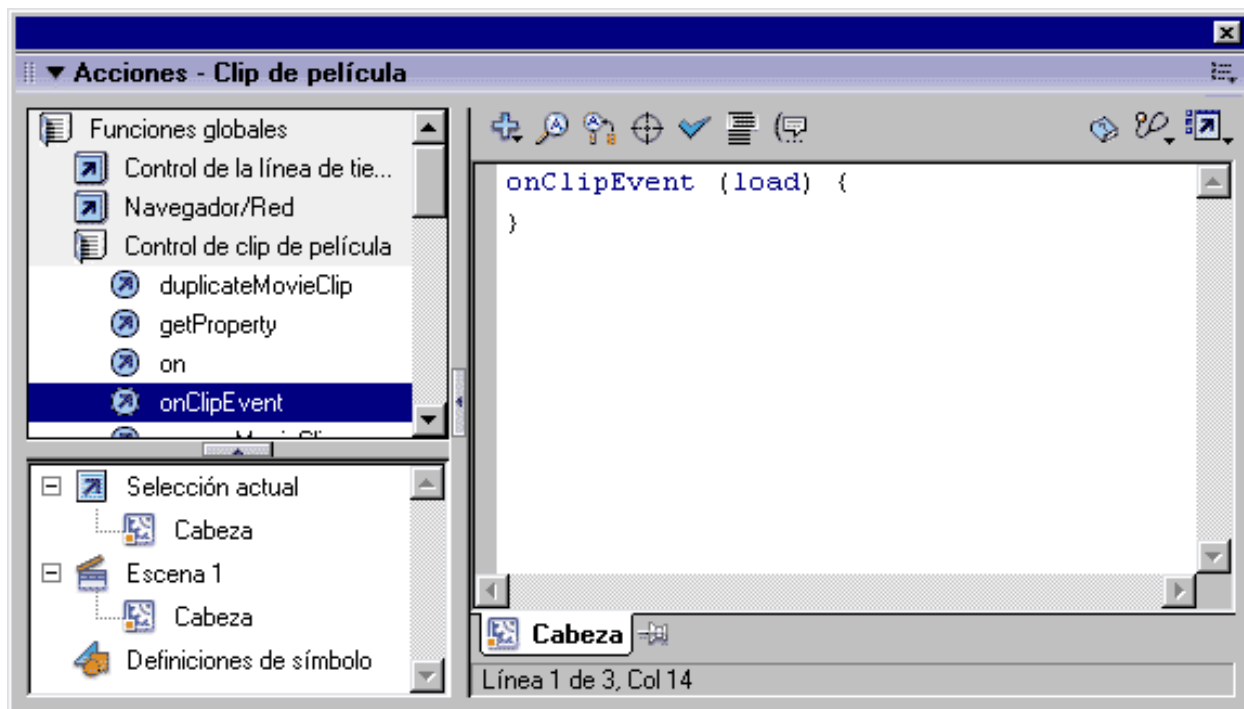 Acciones - Clip de película
Funciones globales
Control de la línea de tie...
Navegador/Red
Control de clip de película
duplicateMovieClip
getProperty
on
onClipEvent
Selección actual
Cabeza
Escena 1
Cabeza
Definiciones de símbolo
onClipEvent (load) {
}
Cabeza
Línea 1 de 3, Col 14